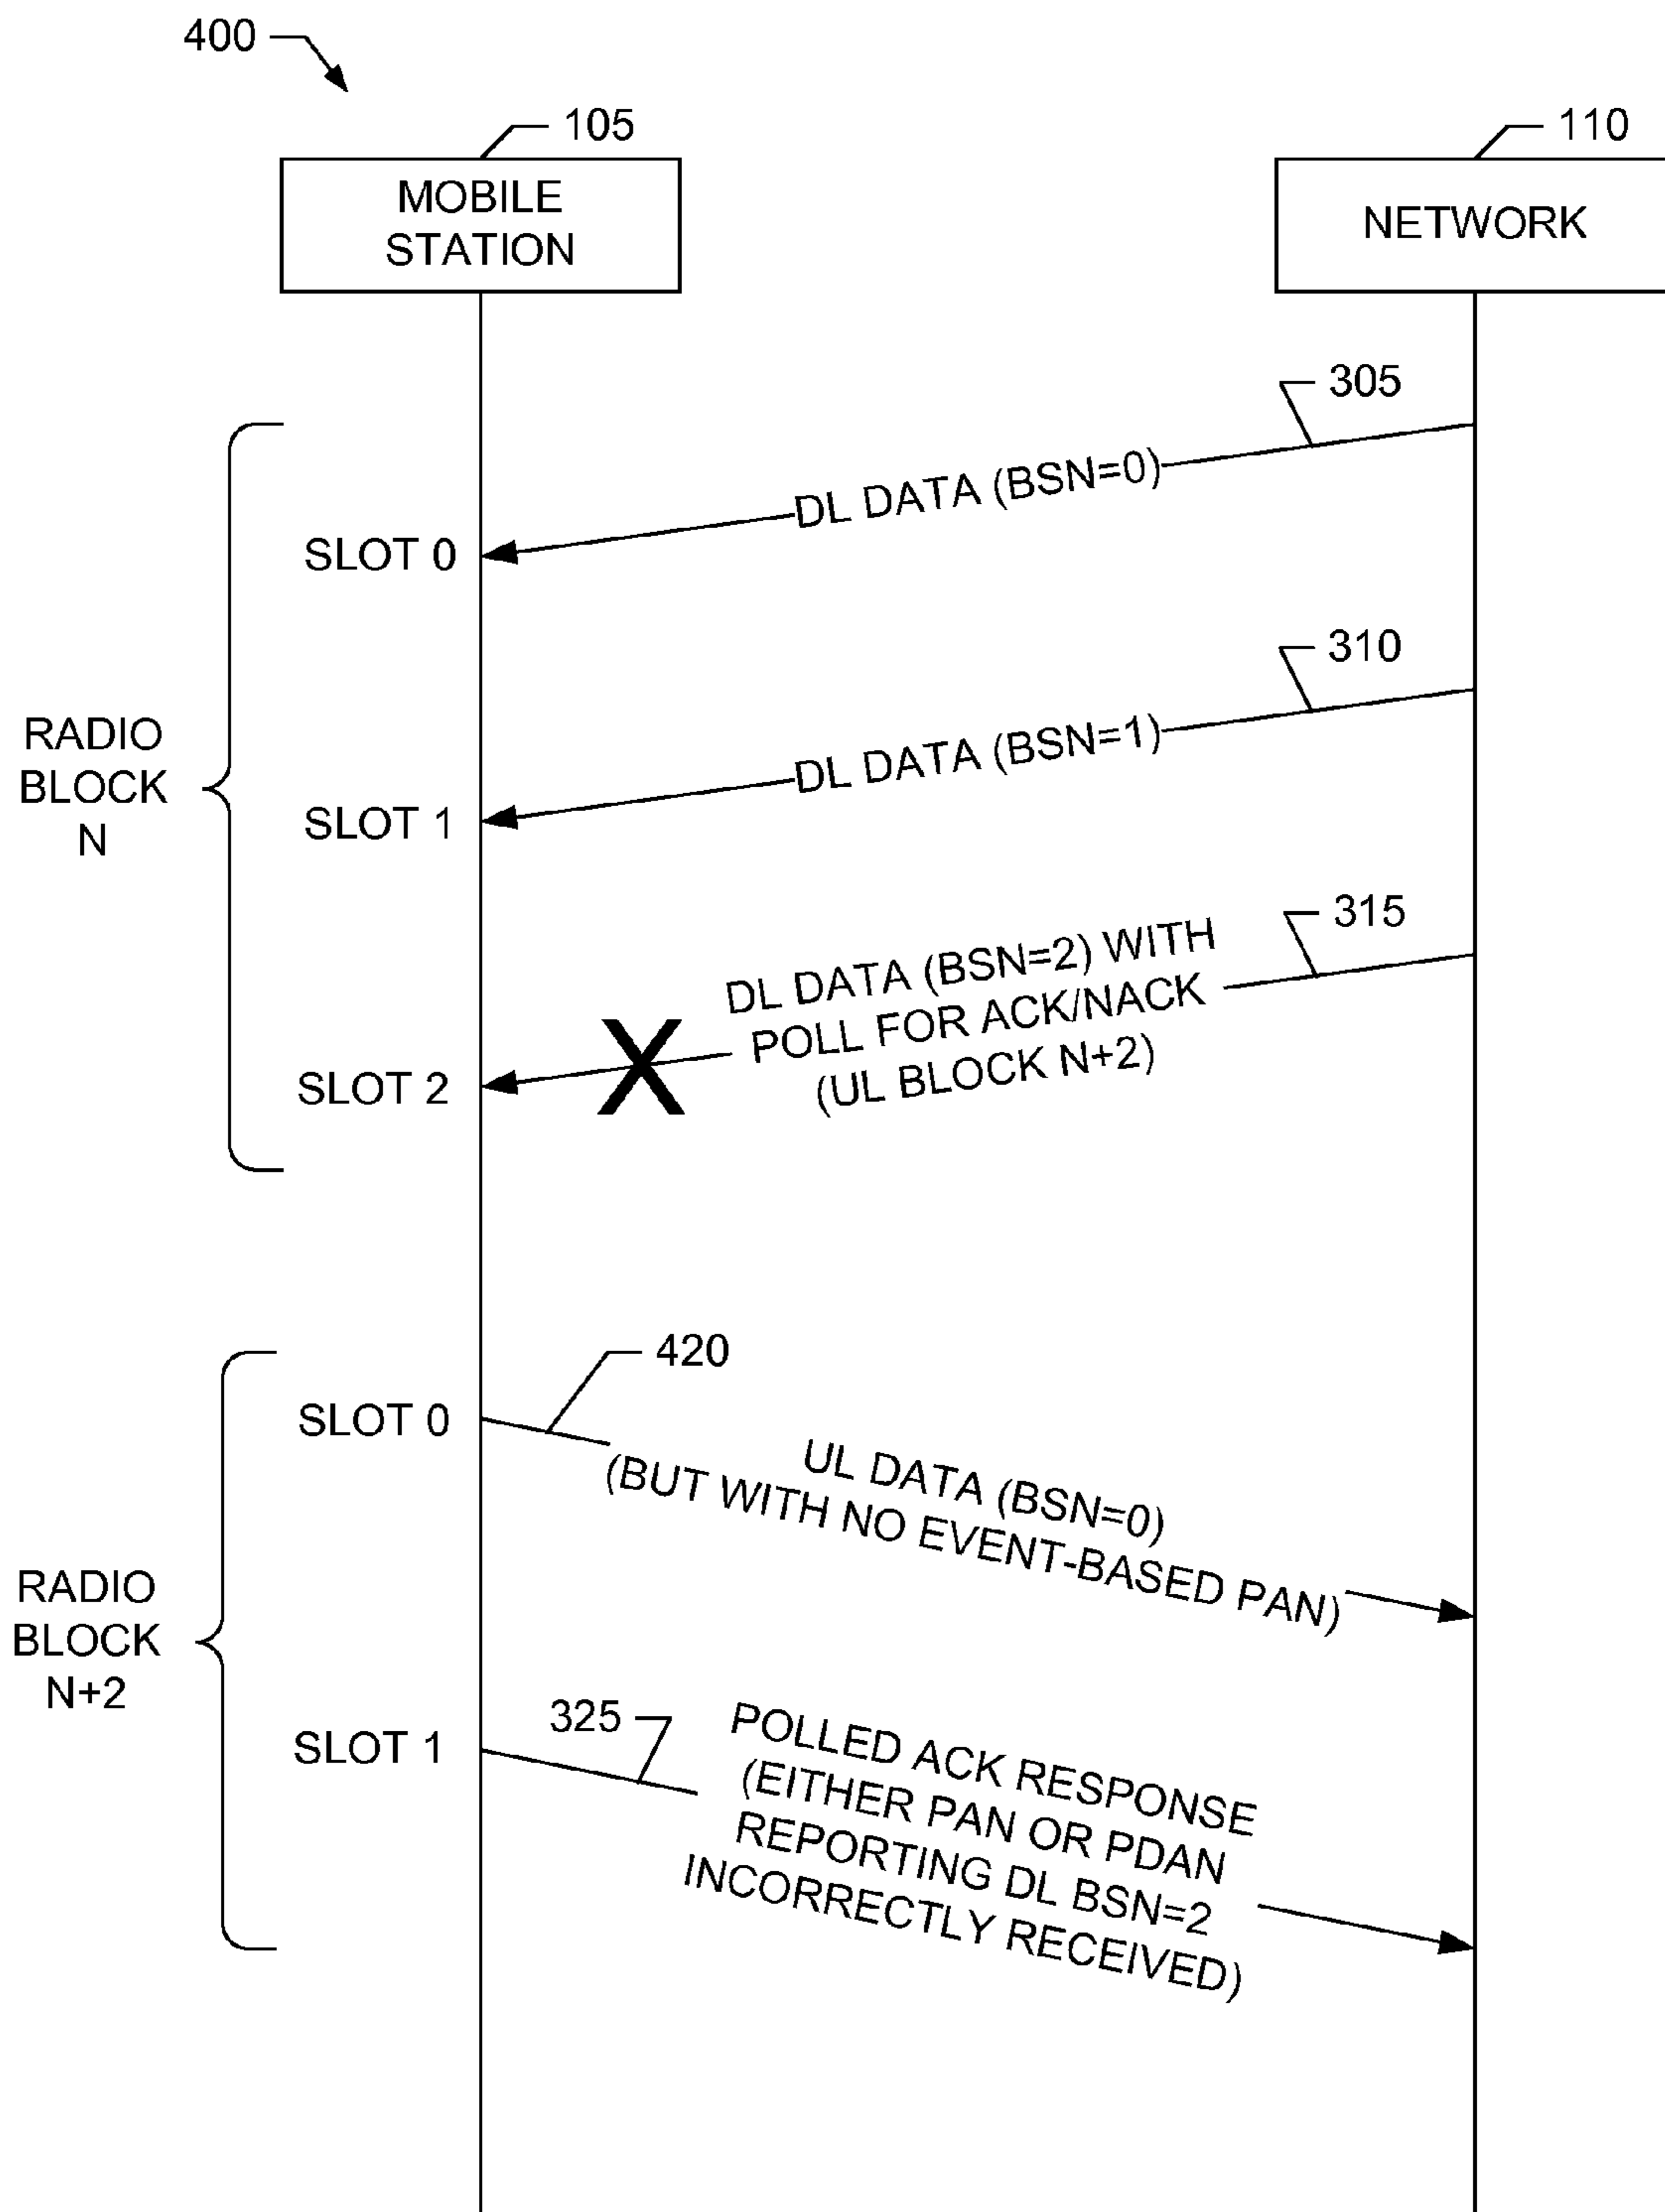 400
105
110
MOBILE
STATION
NETWORK
305
DL DATA (BSN=0)
SLOT 0
310
DL DATA (BSN=1)
SLOT 1
RADIO
BLOCK
N
315
DL DATA (BSN=2) WITH
POLL FOR ACK/NACK
(UL BLOCK N+2)
X
SLOT 2
420
SLOT 0
UL DATA (BSN=0)
(BUT WITH NO EVENT-BASED PAN)
RADIO
BLOCK
N+2
325
SLOT 1
POLLED ACK RESPONSE
(EITHER PAN OR PDAN
REPORTING DL BSN=2
INCORRECTLY RECEIVED)